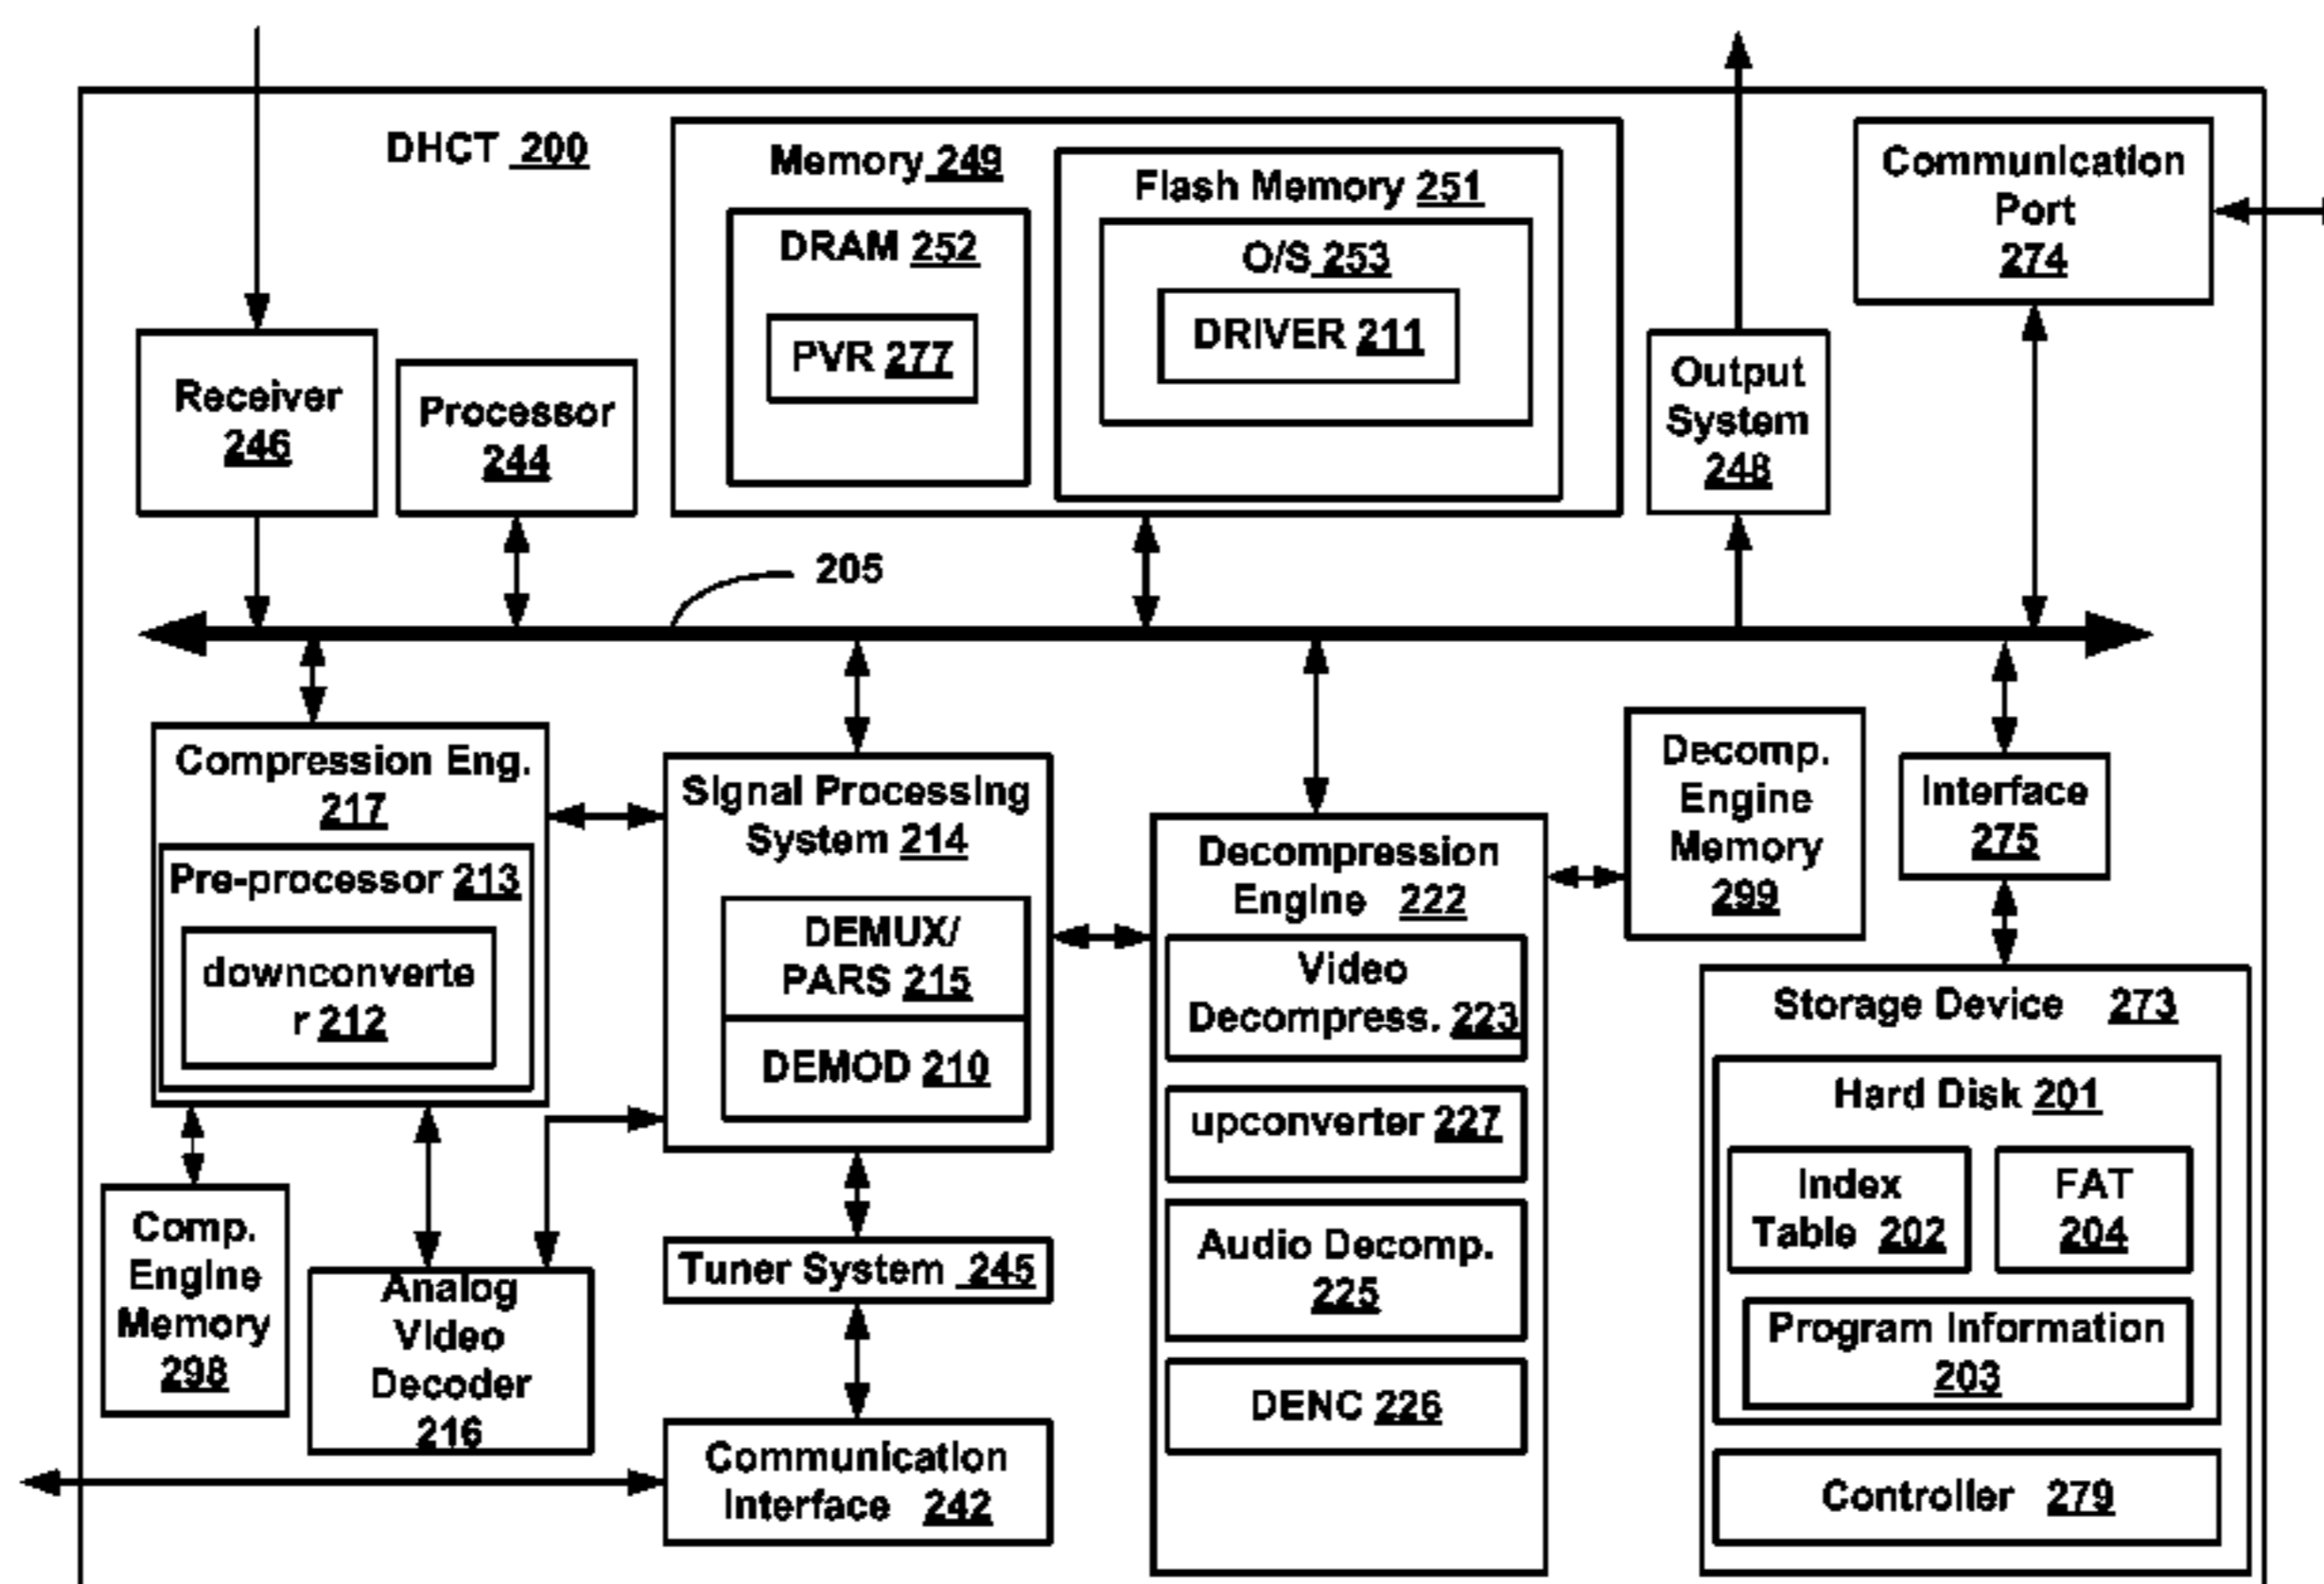 DHCT 200
Memory 249
Flash Memory 251
DRAM 252
O/S 253
PVR 277
DRIVER 211
Communication
Port
274
Receiver
246
Processor
244
Output
System
248
205
Compression Eng.
217
Pre-processor 213
downconverte
r 212
Signal Processing
System 214
DEMUX/
PARS 215
DEMOD 210
Decompression
Engine 222
Video
Decompress. 223
upconverter 227
Audio Decomp.
225
DENC 226
Decomp.
Engine
Memory
299
Interface
275
Storage Device 273
Hard Disk 201
Index
Table 202
FAT
204
Program Information
203
Controller 279
Comp.
Engine
Memory
298
Analog
Video
Decoder
216
Tuner System 245
Communication
Interface 242